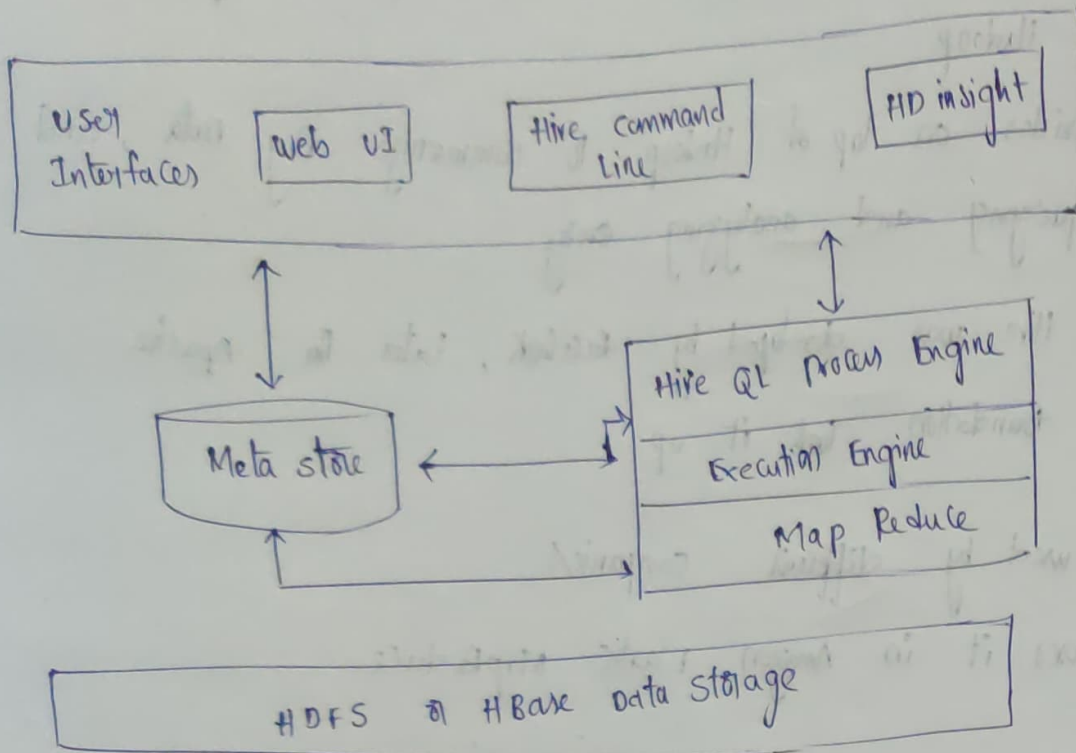 User
Interfaces
Web UI
Hive Command
Line
HD insight
Meta store
Hive QL Process Engine
Execution Engine
Map Reduce
HDFS or HBase Data Storage